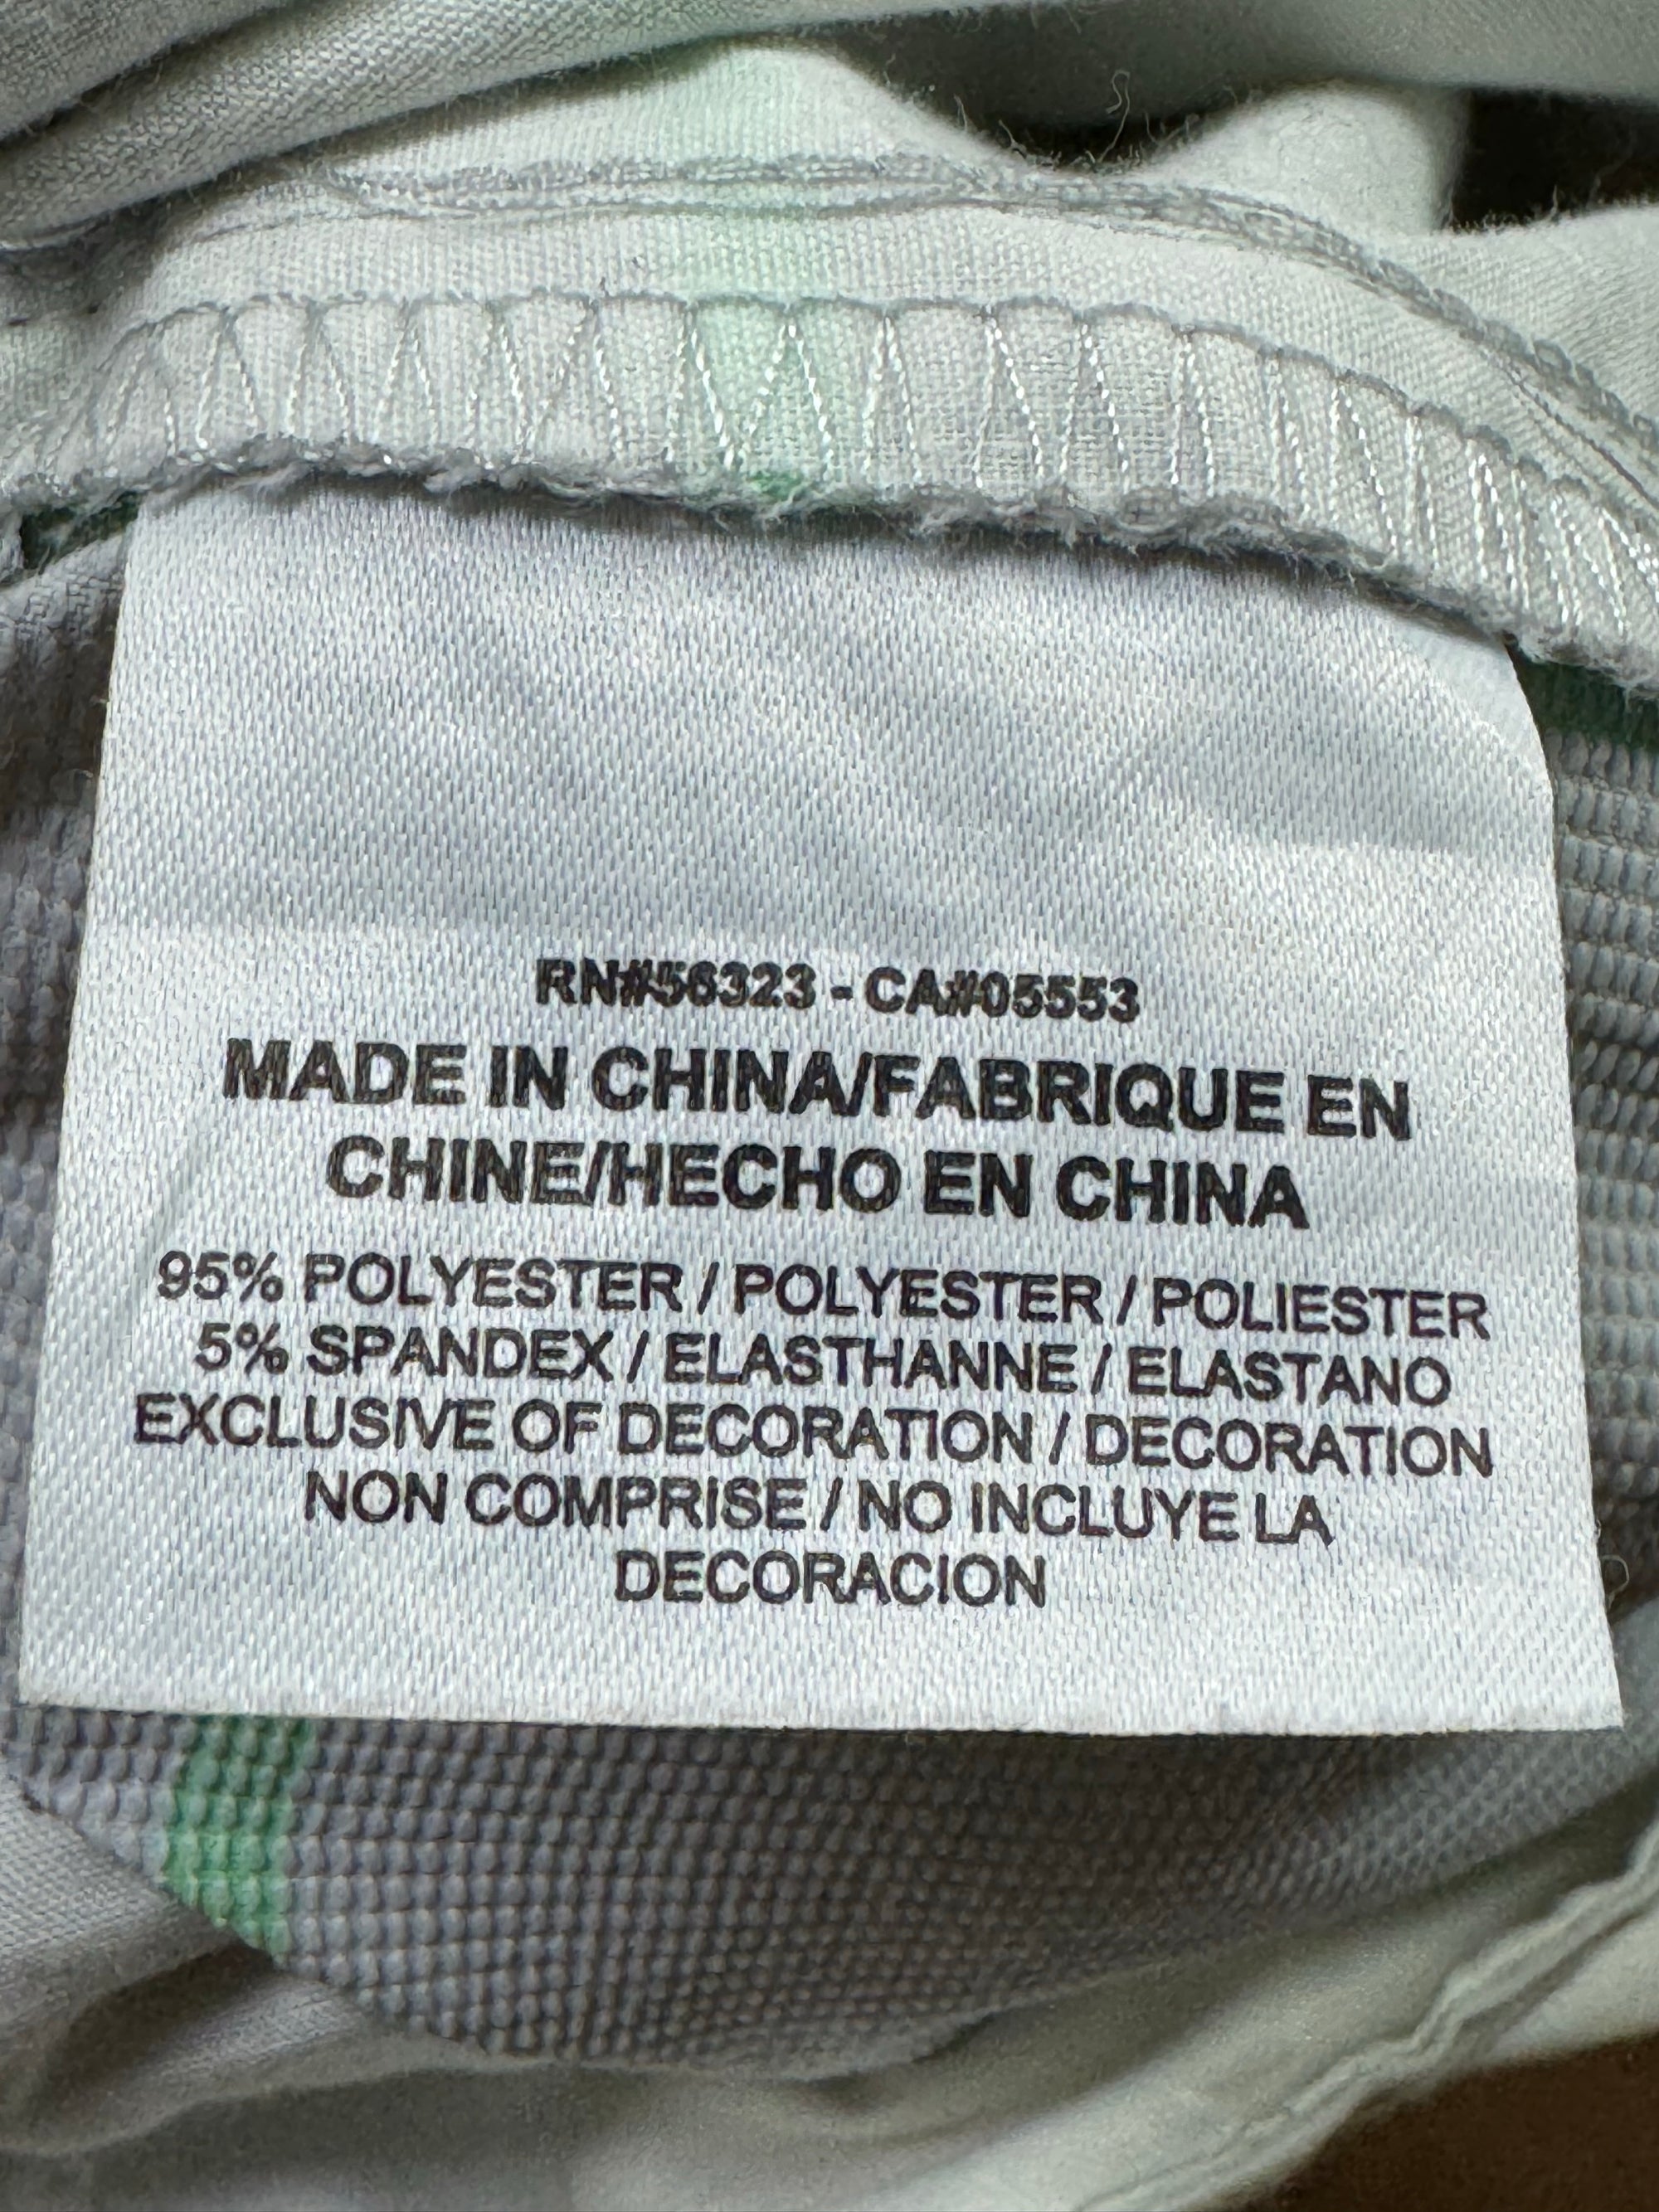 RN#56323 - CA#05553
MADE IN CHINA/FABRIQUE EN
CHINE/HECHO EN CHINA
95% POLYESTER / POLYESTER / POLIESTER
5% SPANDEX / ELASTHANNE / ELASTANO
EXCLUSIVE OF DECORATION / DECORATION
NON COMPRISE / NO INCLUYE LA
DECORACION